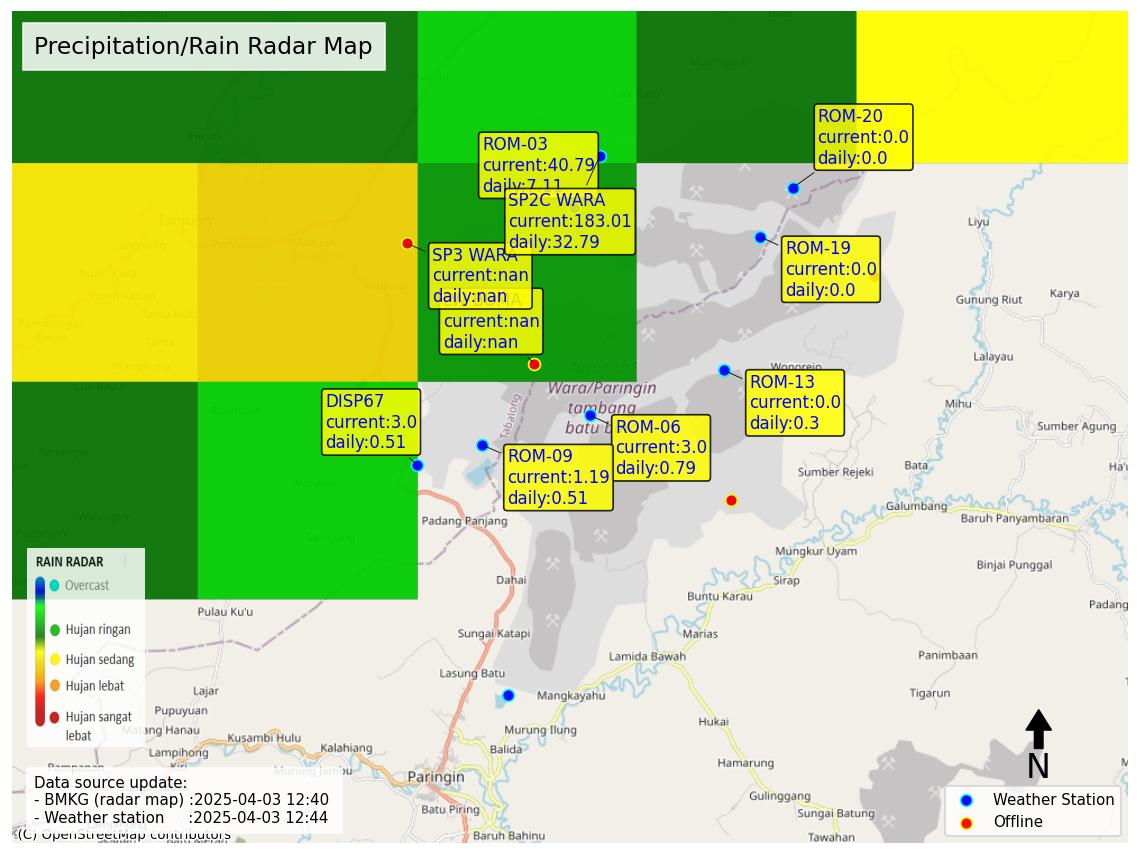 Precipitation/Rain Radar Map
ROM-20
current:0.0
daily:0.0
ROM-03
current:40.79
daily:7.11
SP2C WARA
current:183.01
daily:32.79
ROM-19
current:0.0
daily:0.0
SP3 WARA
current:nan
daily:nan
current:nan
daily:nan
Tanjung
Liyu
Gunung Riut
Karya
Lalayau
Mihu
Wonorejo
ROM-13
current:0.0
daily:0.3
Tutupan/
Wara/Paringin
tambang
batu
Tabalong
DISP67
current:3.0
daily:0.51
ROM-06
current:3.0
daily:0.79
ROM-09
current:1.19
daily:0.51
Sumber Agung
Sumber Rejeki
Bata
Galumbang
Baruh Panyambaran
Padang Panjang
Mungkur Uyam
Binjai Punggal
Dahai
Sirap
Buntu Karau
Padang
Pulau Ku'u
Sungai Katapi
Marias
Lamida Bawah
Panimbaan
Lasung Batu
Tigarun
Mangkayahu
Lajar
Pupuyuan
Matang Hanau
Hukai
Murung Ilung
Kusambi Hulu
Kalahiang
Balida
Lampihong
Hamarung
Murung Jambu
Paringin
Gulinggang
Batu Piring
Sungai Batung
Baruh Bahinu
Tawahan
RAIN RADAR
Overcast
Hujan ringan
Hujan sedang
Hujan lebat
Hujan sangat
lebat
Data source update:
- BMKG (radar map) :2025-04-03 12:40
- Weather station :2025-04-03 12:44
(C) OpenStreetMap contributors
N
Weather Station
Offline